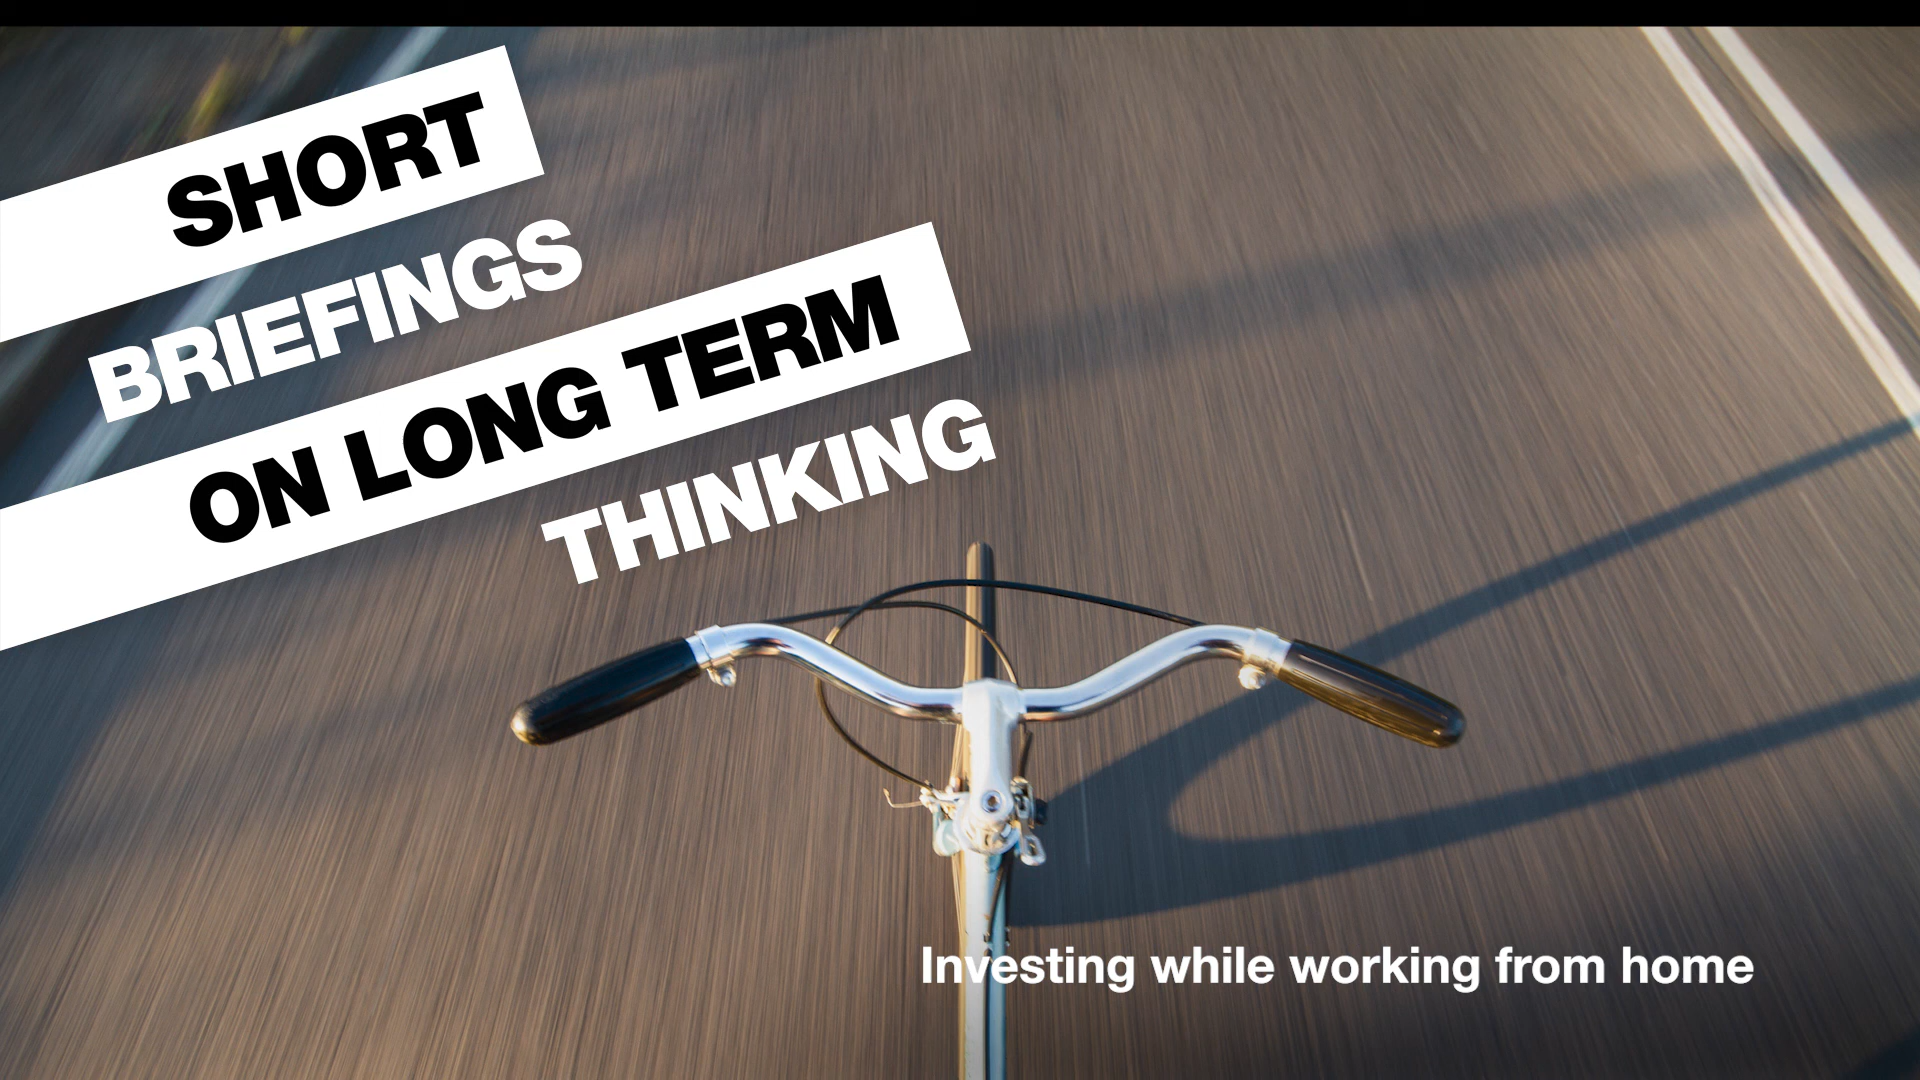 SHORT
BRIEFINGS
ON LONG TERM
THINKING
Investing while working from home